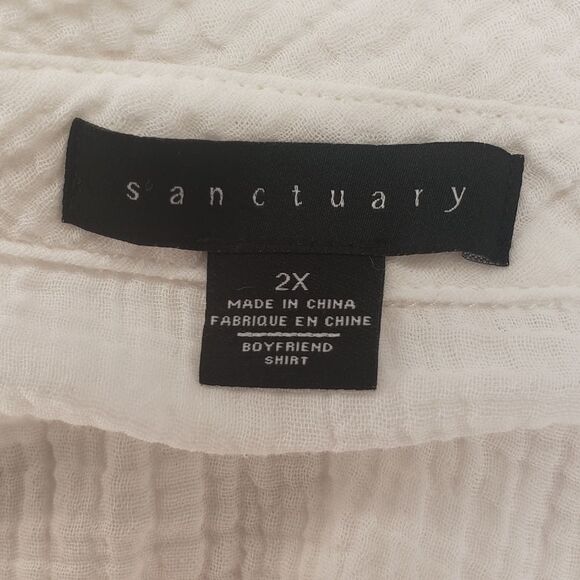 sanctuary
2X
MADE IN CHINA
FABRIQUE EN CHINE
BOYFRIEND
SHIRT